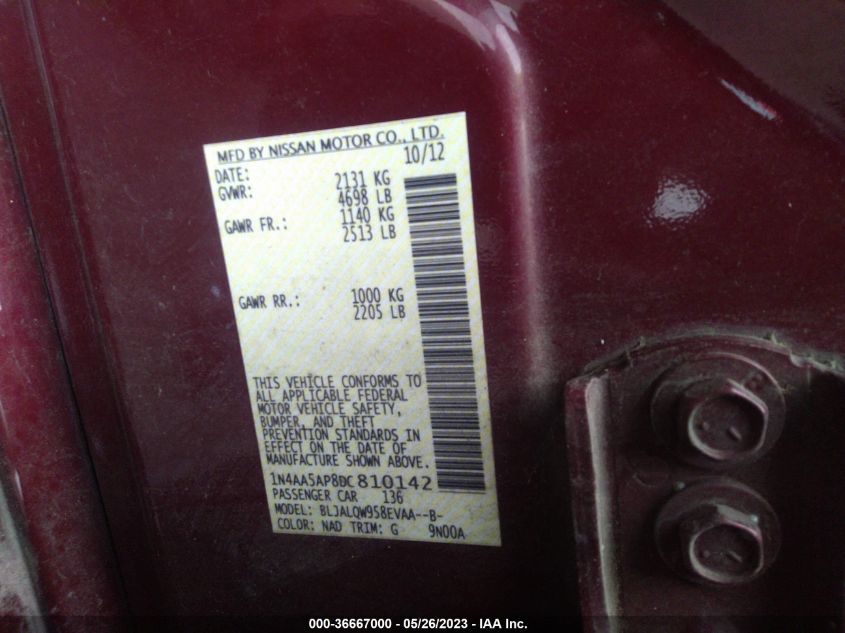 MFD BY NISSAN MOTOR CO., LTD.
DATE: 10/12
GVWR: 2131 KG
4698 LB
GAWR FR.: 1140 KG
2513 LB
GAWR RR.: 1000 KG
2205 LB
THIS VEHICLE CONFORMS TO
ALL APPLICABLE FEDERAL
MOTOR VEHICLE SAFETY,
BUMPER, AND THEFT
PREVENTION STANDARDS IN
EFFECT ON THE DATE OF
MANUFACTURE SHOWN ABOVE.
1N4AA5AP8DC810142
PASSENGER CAR 136
MODEL: BLJALQW958EVAA--B-
COLOR: NAD TRIM: G 9N00A
000-36667000 - 05/26/2023 - IAA Inc.